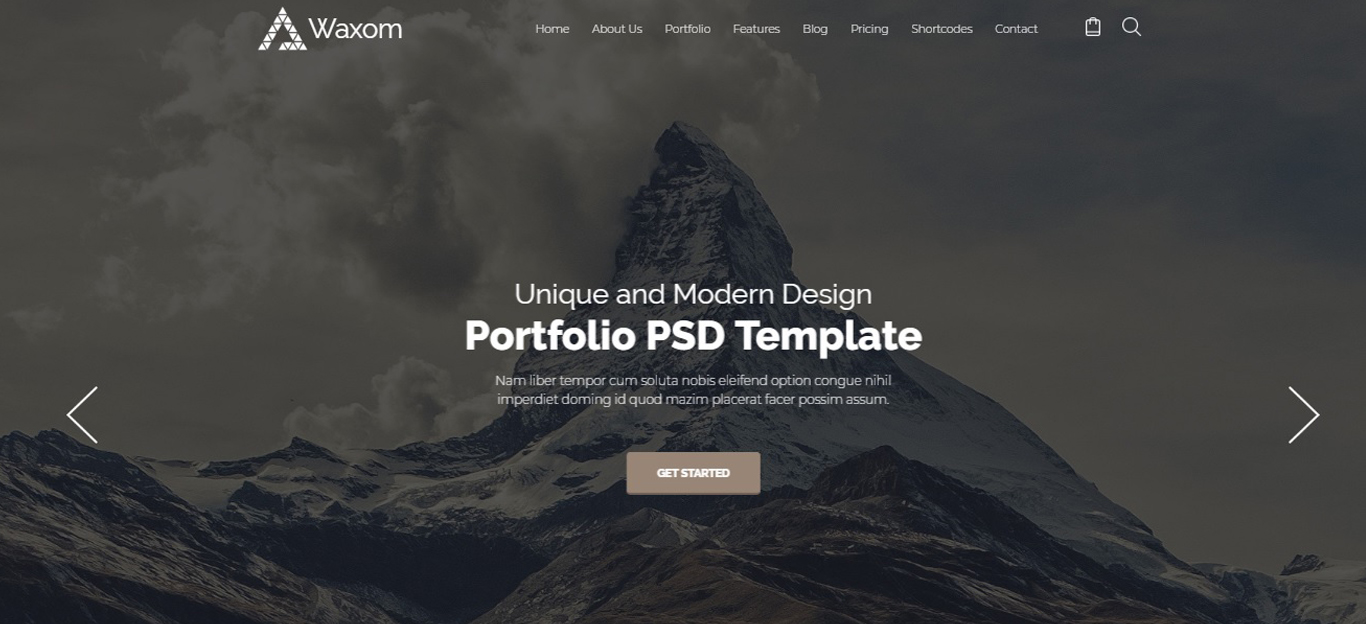 Waxom
Home About Us Portfolio Features Blog Pricing Shortcodes Contact
Unique and Modern Design
Portfolio PSD Template
Nam liber tempor cum soluta nobis eleifend option congue nihil
imperdiet doming id quod mazim placerat facer possim assum.
GET STARTED